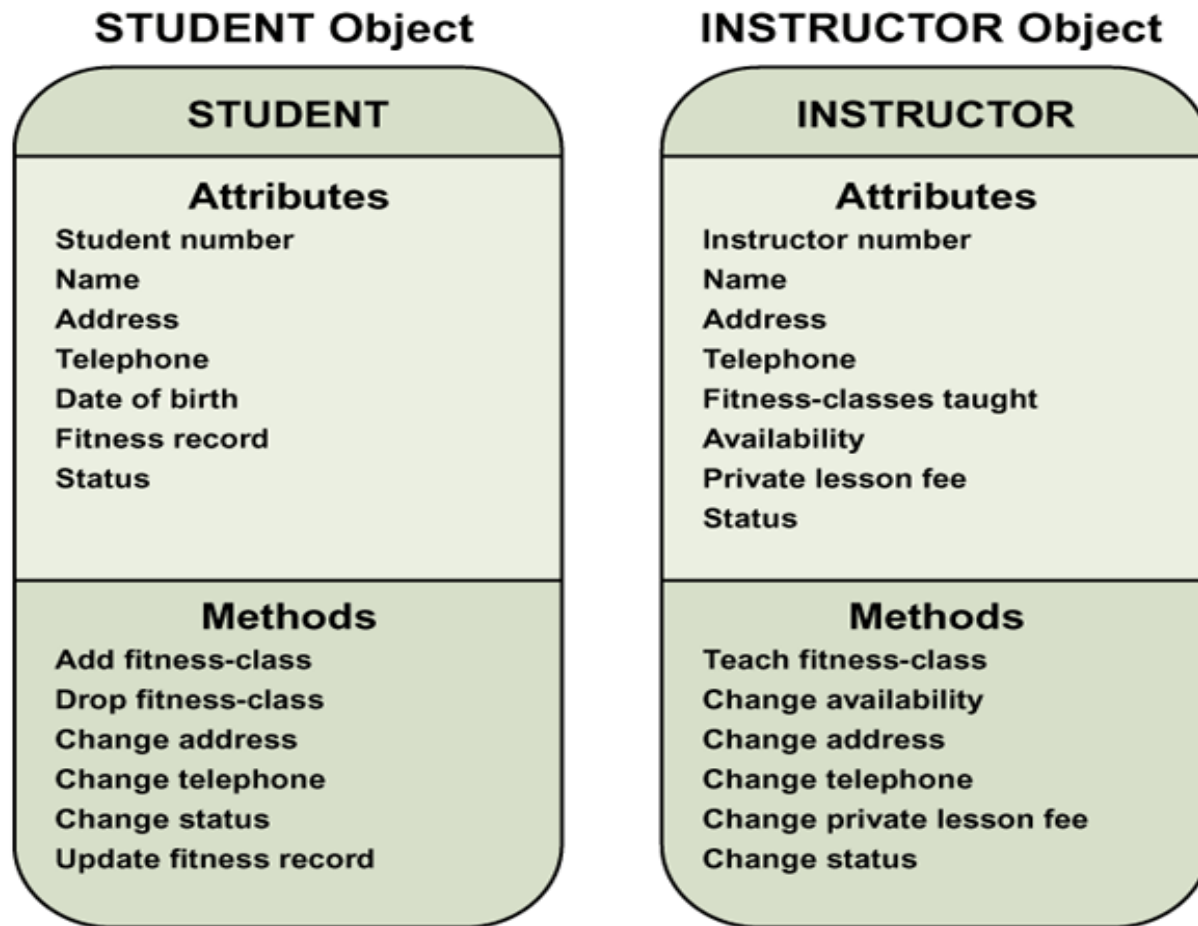 STUDENT Object
STUDENT
Attributes
Student number
Name
Address
Telephone
Date of birth
Fitness record
Status
Methods
Add fitness-class
Drop fitness-class
Change address
Change telephone
Change status
Update fitness record
INSTRUCTOR Object
INSTRUCTOR
Attributes
Instructor number
Name
Address
Telephone
Fitness-classes taught
Availability
Private lesson fee
Status
Methods
Teach fitness-class
Change availability
Change address
Change telephone
Change private lesson fee
Change status